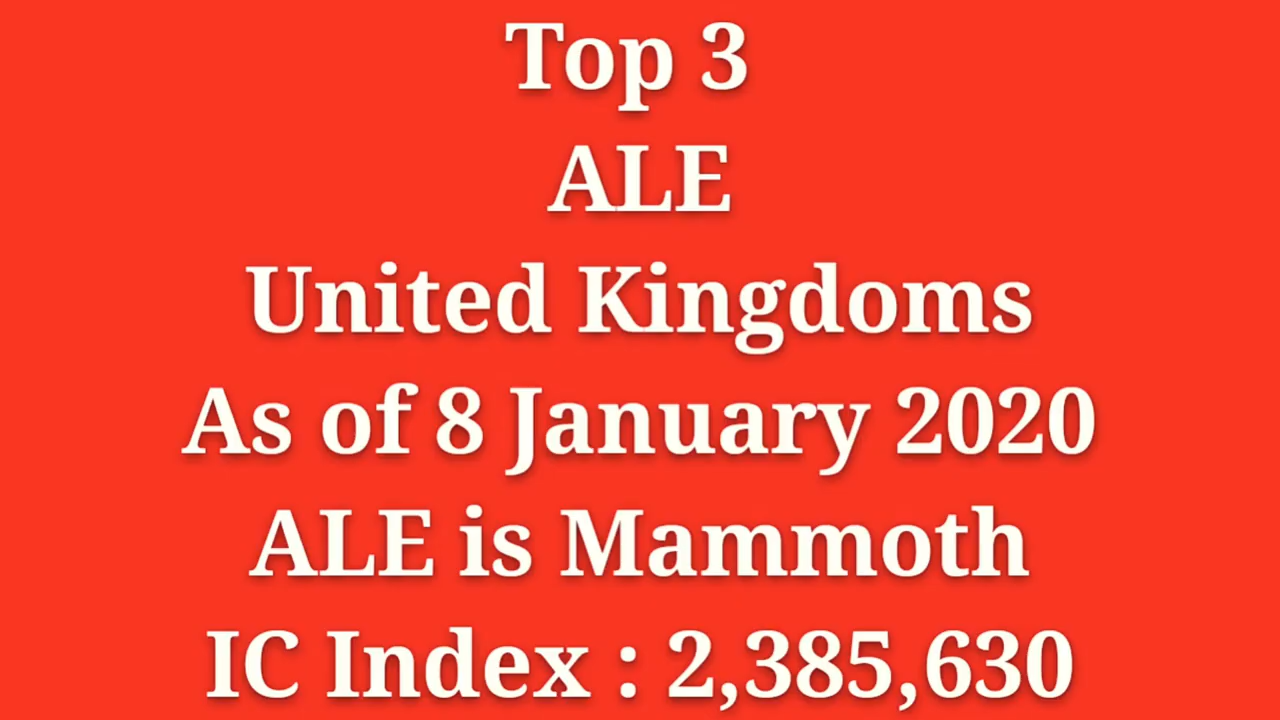 Top 3
ALE
United Kingdoms
As of 8 January 2020
ALE is Mammoth
IC Index : 2,385,630